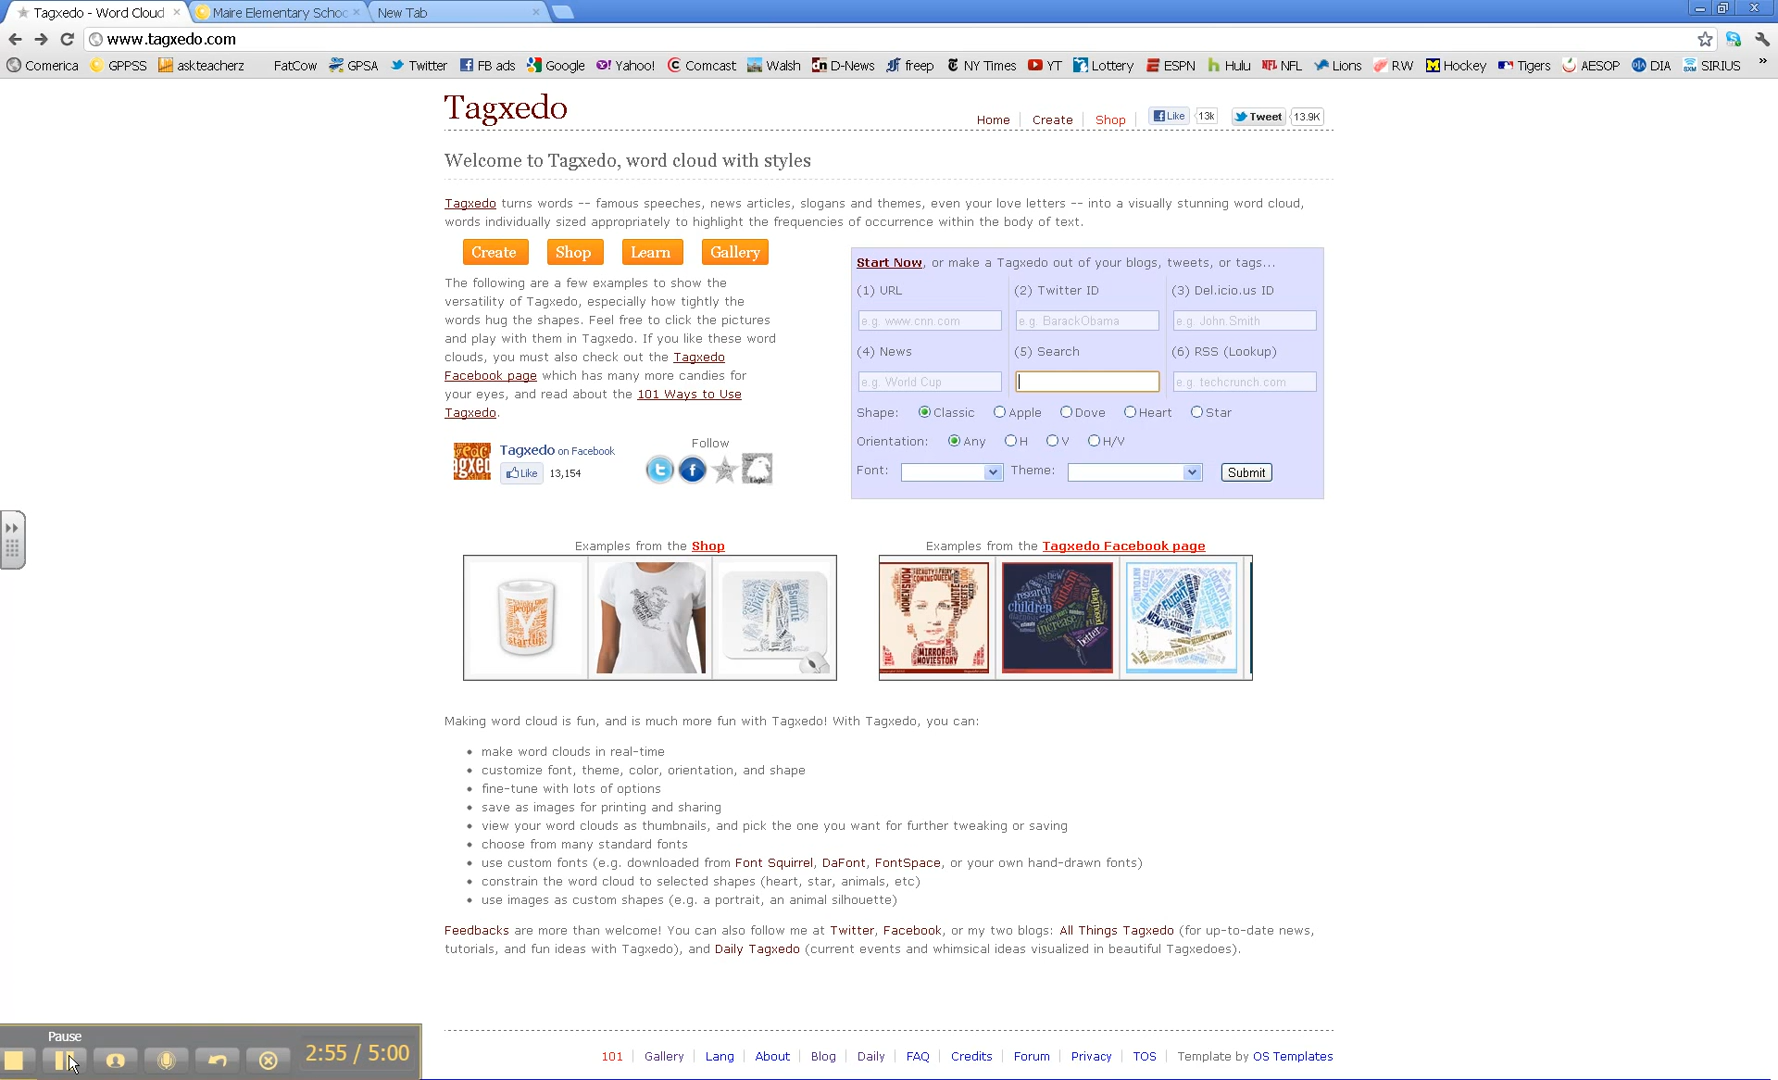 Tagxedo - Word Cloud
Maire Elementary Schoo
New Tab
www.tagxedo.com
Comerica GPPSS askteacherz FatCow GPSA Twitter FB ads Google Yahoo! Comcast Walsh D-News freep NY Times YT Lottery ESPN Hulu NFL Lions RW Hockey Tigers AESOP DIA SIRIUS »
Tagxedo
Home Create Shop Like 13k Tweet 13.9K
Welcome to Tagxedo, word cloud with styles
Tagxedo turns words -- famous speeches, news articles, slogans and themes, even your love letters -- into a visually stunning word cloud,
words individually sized appropriately to highlight the frequencies of occurrence within the body of text.
Create Shop Learn Gallery
The following are a few examples to show the
versatility of Tagxedo, especially how tightly the
words hug the shapes. Feel free to click the pictures
and play with them in Tagxedo. If you like these word
clouds, you must also check out the Tagxedo
Facebook page which has many more candies for
your eyes, and read about the 101 Ways to Use
Tagxedo.
Tagxedo on Facebook
Like 13,154
Follow
Start Now, or make a Tagxedo out of your blogs, tweets, or tags...
(1) URL (2) Twitter ID (3) Del.icio.us ID
e.g. www.cnn.com e.g. BarackObama e.g. John.Smith
(4) News (5) Search (6) RSS (Lookup)
e.g. World Cup e.g. techcrunch.com
Shape: Classic Apple Dove Heart Star
Orientation: Any H V H/V
Font: Theme: Submit
Examples from the Shop
Examples from the Tagxedo Facebook page
people
Y
startup
research
children
increase
better
MIRROR
MOVIESTORY
FLIGHT
NEW
Making word cloud is fun, and is much more fun with Tagxedo! With Tagxedo, you can:
• make word clouds in real-time
• customize font, theme, color, orientation, and shape
• fine-tune with lots of options
• save as images for printing and sharing
• view your word clouds as thumbnails, and pick the one you want for further tweaking or saving
• choose from many standard fonts
• use custom fonts (e.g. downloaded from Font Squirrel, DaFont, FontSpace, or your own hand-drawn fonts)
• constrain the word cloud to selected shapes (heart, star, animals, etc)
• use images as custom shapes (e.g. a portrait, an animal silhouette)
Feedbacks are more than welcome! You can also follow me at Twitter, Facebook, or my two blogs: All Things Tagxedo (for up-to-date news,
tutorials, and fun ideas with Tagxedo), and Daily Tagxedo (current events and whimsical ideas visualized in beautiful Tagxedoes).
Pause
2:55 / 5:00
101 Gallery Lang About Blog Daily FAQ Credits Forum Privacy TOS Template by OS Templates